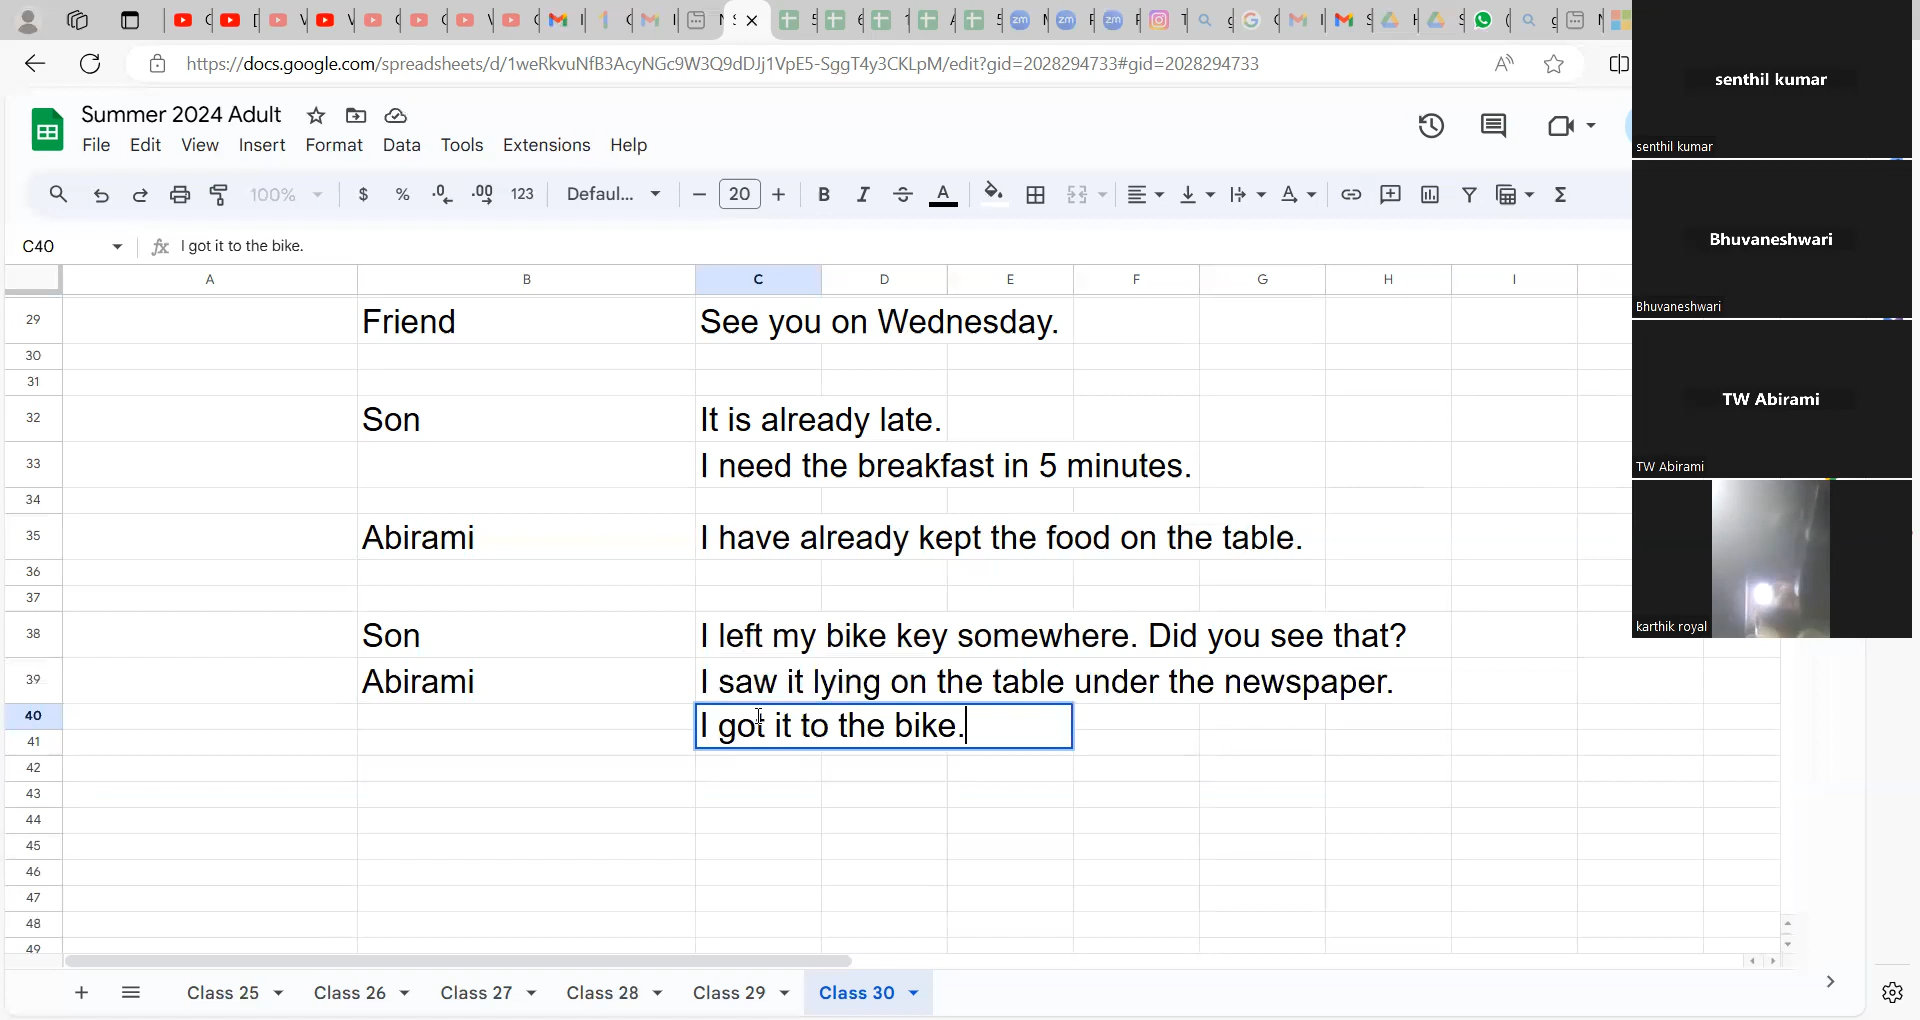 https://docs.google.com/spreadsheets/d/1weRkvuNfB3AcyNGc9W3Q9dDJj1VpE5-SggT4y3CKLpM/edit?gid=2028294733#gid=2028294733
Summer 2024 Adult
File Edit View Insert Format Data Tools Extensions Help
100% $ % .0 .00 123 Defaul... 20 B I S A
C40 fx I got it to the bike.
A B C D E F G H I
29 Friend See you on Wednesday.
30
31
32 Son It is already late.
33 I need the breakfast in 5 minutes.
34
35 Abirami I have already kept the food on the table.
36
37
38 Son I left my bike key somewhere. Did you see that?
39 Abirami I saw it lying on the table under the newspaper.
40 I got it to the bike.
41
42
43
44
45
46
47
48
49
Class 25 Class 26 Class 27 Class 28 Class 29 Class 30
senthil kumar
senthil kumar
Bhuvaneshwari
Bhuvaneshwari
TW Abirami
TW Abirami
karthik royal